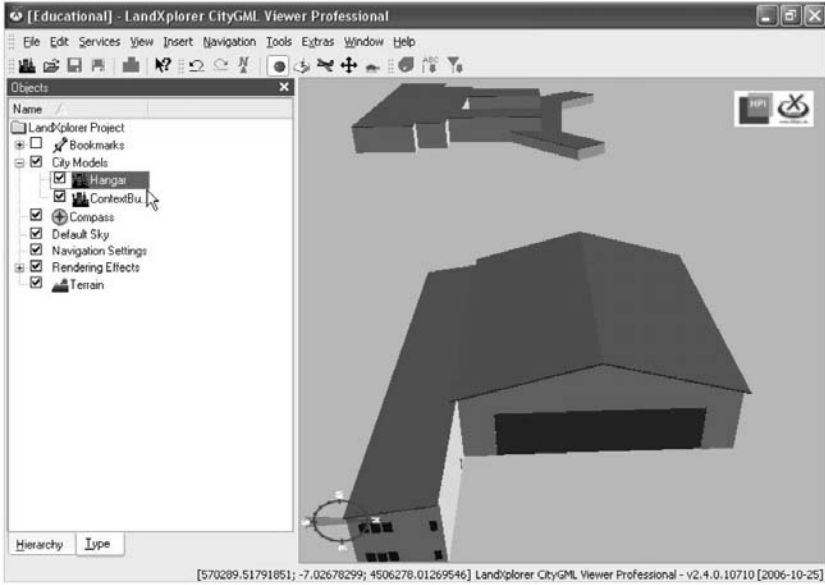 [Educational] - LandXplorer CityGML Viewer Professional
File Edit Services View Insert Navigation Tools Extras Window Help
ABC
Objects
Name
LandXplorer Project
Bookmarks
City Models
Hangar
ContextBu...
Compass
Default Sky
Navigation Settings
Rendering Effects
Terrain
HPI
Hierarchy Type
[570289.51791851; -7.02678299; 4506278.01269546] LandXplorer CityGML Viewer Professional - v2.4.0.10710 [2006-10-25]